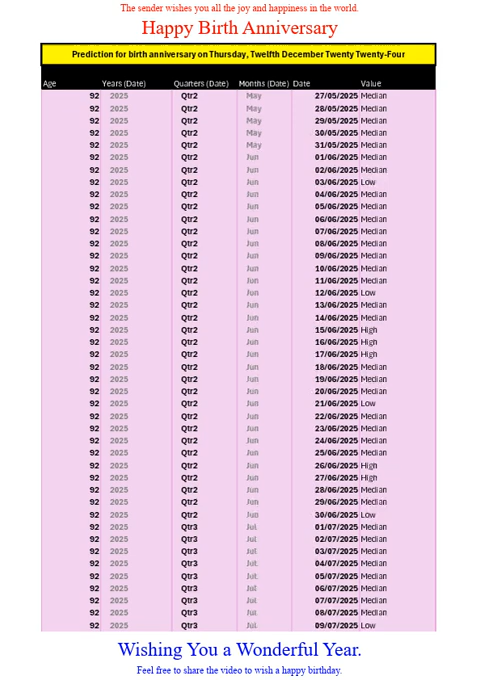 The sender wishes you all the joy and happiness in the world.
Happy Birth Anniversary
Prediction for birth anniversary on Thursday, Twelfth December Twenty Twenty-Four
Age Years (Date) Quarters (Date) Months (Date) Date Value
92 2025 Qtr2 May 27/05/2025 Median
92 2025 Qtr2 May 28/05/2025 Median
92 2025 Qtr2 May 29/05/2025 Median
92 2025 Qtr2 May 30/05/2025 Median
92 2025 Qtr2 May 31/05/2025 Median
92 2025 Qtr2 Jun 01/06/2025 Median
92 2025 Qtr2 Jun 02/06/2025 Median
92 2025 Qtr2 Jun 03/06/2025 Low
92 2025 Qtr2 Jun 04/06/2025 Median
92 2025 Qtr2 Jun 05/06/2025 Median
92 2025 Qtr2 Jun 06/06/2025 Median
92 2025 Qtr2 Jun 07/06/2025 Median
92 2025 Qtr2 Jun 08/06/2025 Median
92 2025 Qtr2 Jun 09/06/2025 Median
92 2025 Qtr2 Jun 10/06/2025 Median
92 2025 Qtr2 Jun 11/06/2025 Median
92 2025 Qtr2 Jun 12/06/2025 Low
92 2025 Qtr2 Jun 13/06/2025 Median
92 2025 Qtr2 Jun 14/06/2025 Median
92 2025 Qtr2 Jun 15/06/2025 High
92 2025 Qtr2 Jun 16/06/2025 High
92 2025 Qtr2 Jun 17/06/2025 High
92 2025 Qtr2 Jun 18/06/2025 Median
92 2025 Qtr2 Jun 19/06/2025 Median
92 2025 Qtr2 Jun 20/06/2025 Median
92 2025 Qtr2 Jun 21/06/2025 Low
92 2025 Qtr2 Jun 22/06/2025 Median
92 2025 Qtr2 Jun 23/06/2025 Median
92 2025 Qtr2 Jun 24/06/2025 Median
92 2025 Qtr2 Jun 25/06/2025 Median
92 2025 Qtr2 Jun 26/06/2025 High
92 2025 Qtr2 Jun 27/06/2025 High
92 2025 Qtr2 Jun 28/06/2025 Median
92 2025 Qtr2 Jun 29/06/2025 Median
92 2025 Qtr2 Jun 30/06/2025 Low
92 2025 Qtr3 Jul 01/07/2025 Median
92 2025 Qtr3 Jul 02/07/2025 Median
92 2025 Qtr3 Jul 03/07/2025 Median
92 2025 Qtr3 Jul 04/07/2025 Median
92 2025 Qtr3 Jul 05/07/2025 Median
92 2025 Qtr3 Jul 06/07/2025 Median
92 2025 Qtr3 Jul 07/07/2025 Median
92 2025 Qtr3 Jul 08/07/2025 Median
92 2025 Qtr3 Jul 09/07/2025 Low
Wishing You a Wonderful Year.
Feel free to share the video to wish a happy birthday.